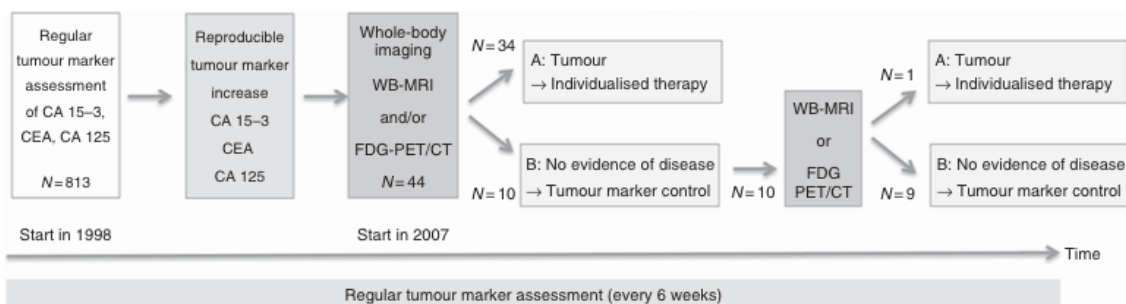 Regular
tumour marker
assessment
of CA 15–3,
CEA, CA 125
N=813
Reproducible
tumour marker
increase
CA 15–3
CEA
CA 125
Whole-body
imaging
WB-MRI
and/or
FDG-PET/CT
N=44
N=34
A: Tumour
→ Individualised therapy
N=10
B: No evidence of disease
→ Tumour marker control
N=10
WB-MRI
or
FDG
PET/CT
N=1
A: Tumour
→ Individualised therapy
N=9
B: No evidence of disease
→ Tumour marker control
Start in 1998
Start in 2007
Time
Regular tumour marker assessment (every 6 weeks)